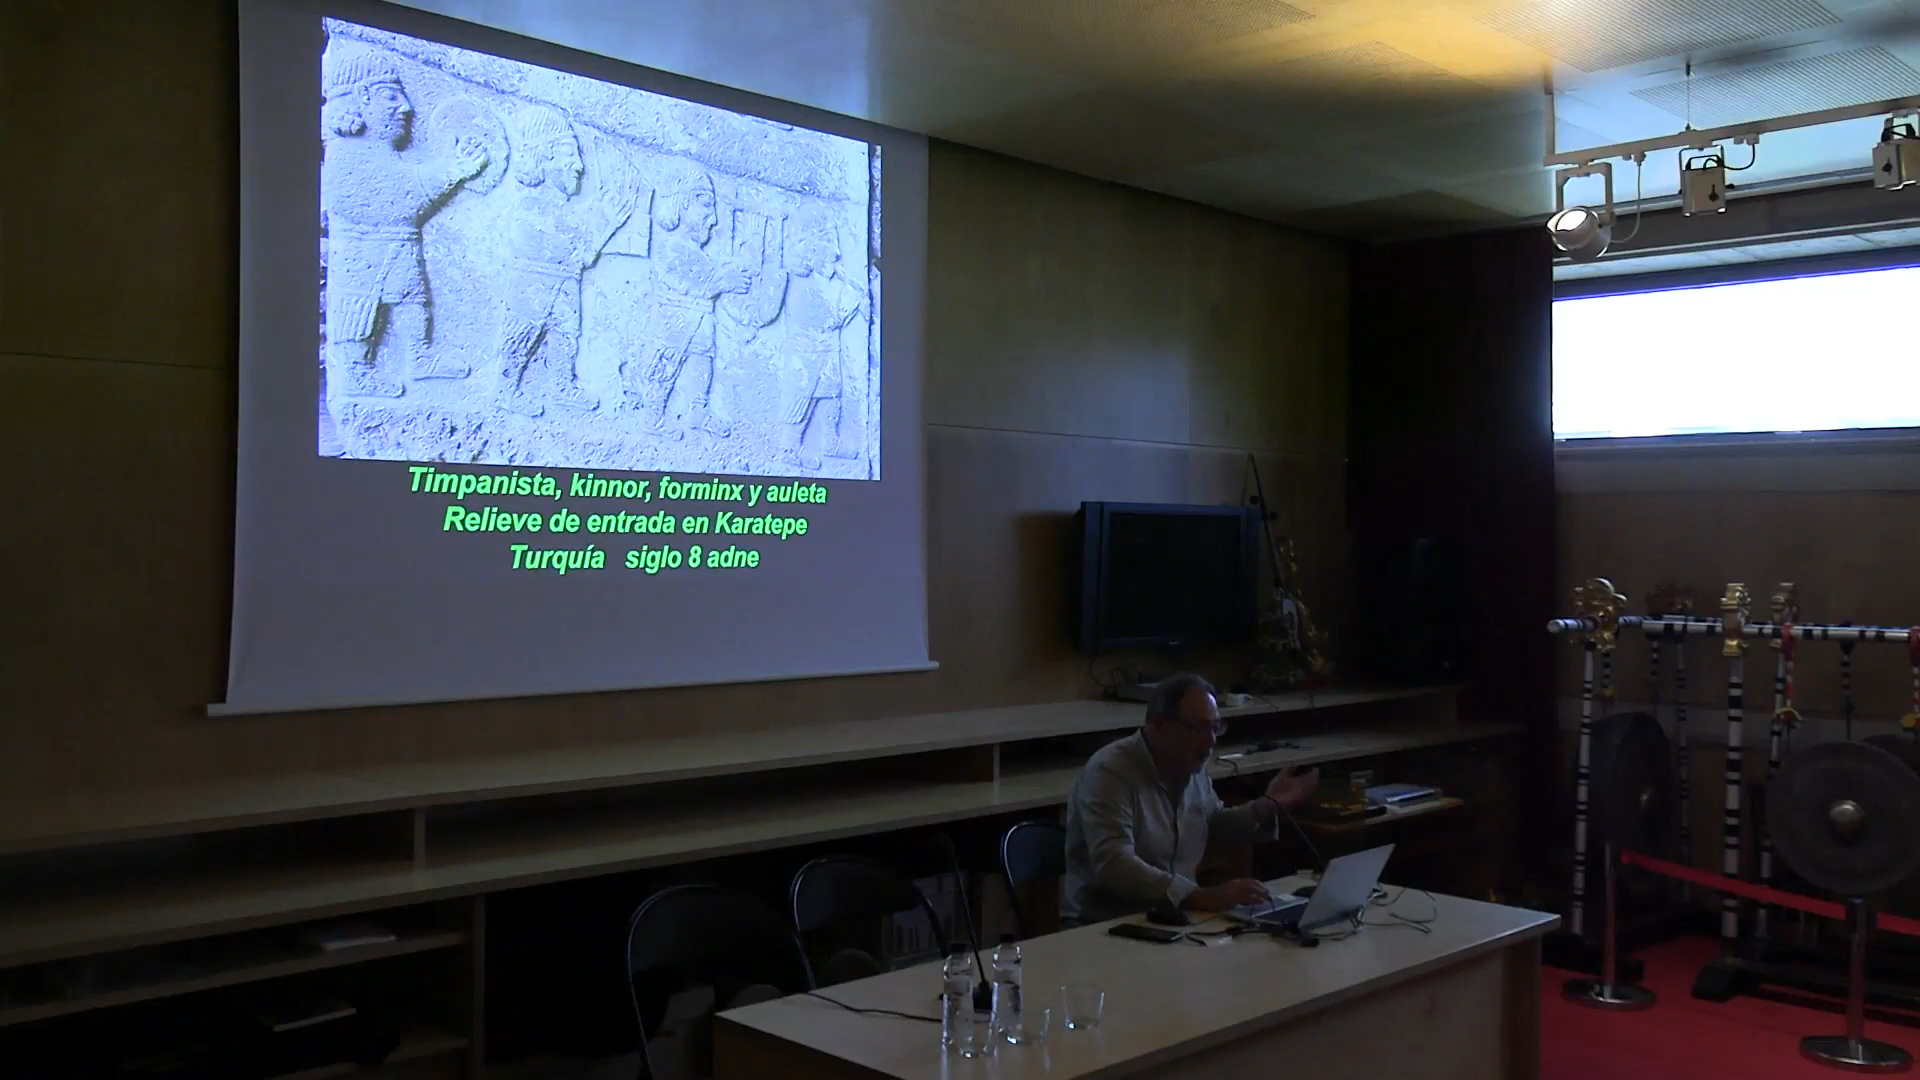 Timpanista, kinnor, forminx y auleta
Relieve de entrada en Karatepe
Turquía siglo 8 adne